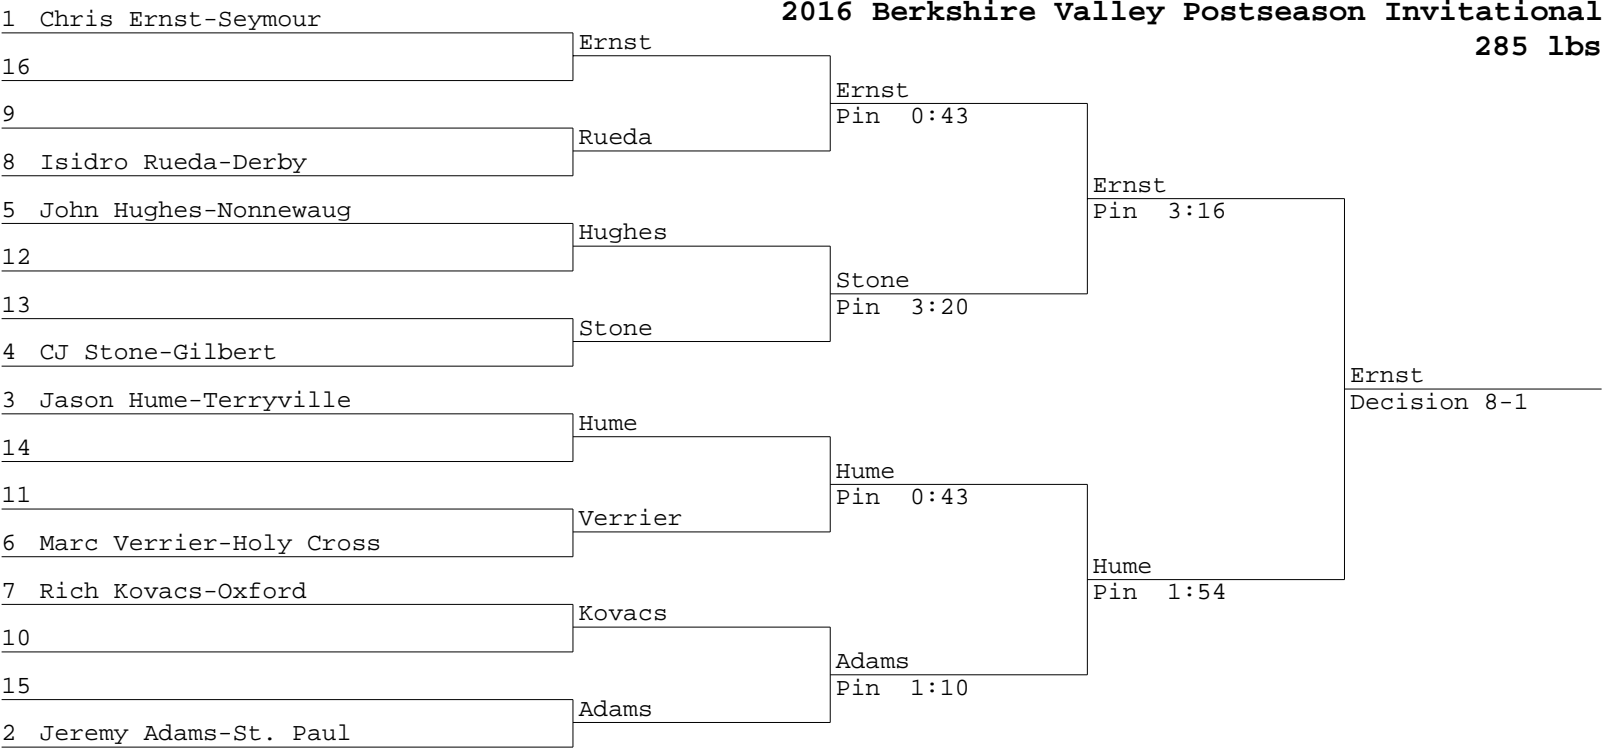 2016 Berkshire Valley Postseason Invitational
285 lbs
1 Chris Ernst-Seymour
16
9
8 Isidro Rueda-Derby
5 John Hughes-Nonnewaug
12
13
4 CJ Stone-Gilbert
3 Jason Hume-Terryville
14
11
6 Marc Verrier-Holy Cross
7 Rich Kovacs-Oxford
10
15
2 Jeremy Adams-St. Paul
Ernst
Rueda
Hughes
Stone
Hume
Verrier
Kovacs
Adams
Ernst
Pin 0:43
Stone
Pin 3:20
Hume
Pin 0:43
Adams
Pin 1:10
Ernst
Pin 3:16
Hume
Pin 1:54
Ernst
Decision 8-1